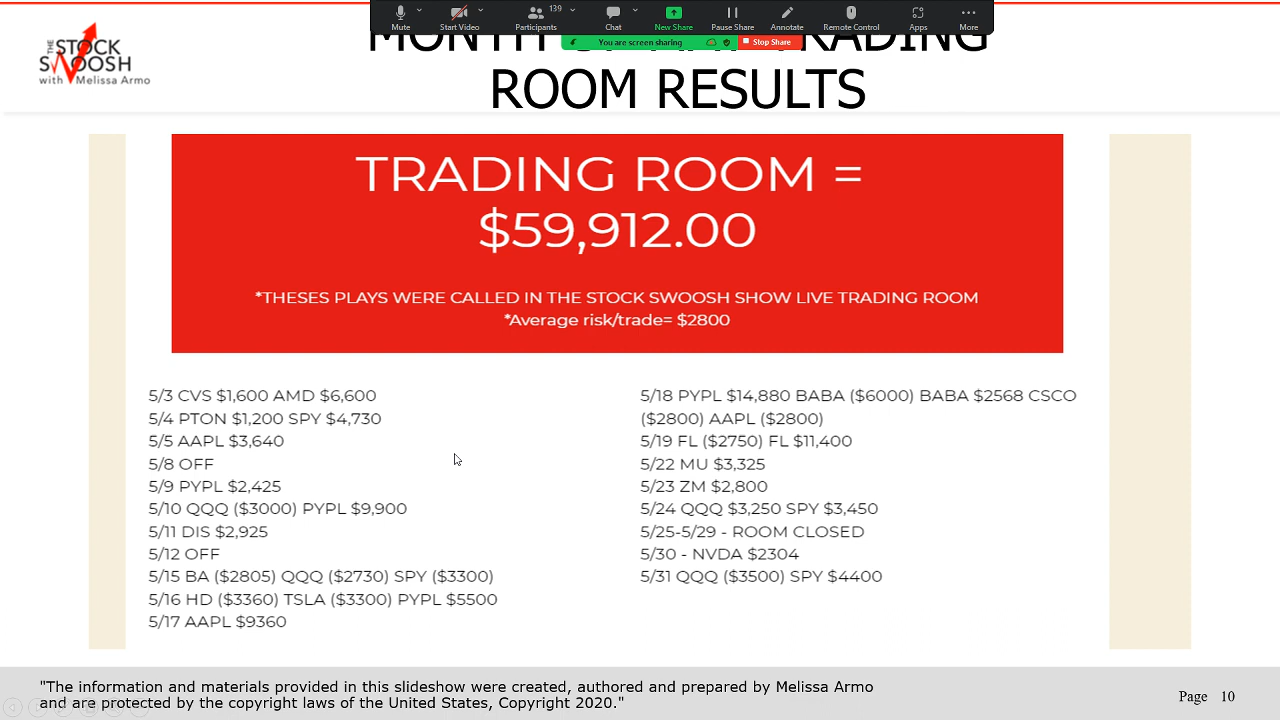 139
Mute
Start Video
Participants
Chat
New Share
Pause Share
Annotate
Remote Control
Apps
More
You are screen sharing
Stop Share
THE STOCK
SWOOSH
with Melissa Armo
ROOM RESULTS
TRADING ROOM =
$59,912.00
*THESES PLAYS WERE CALLED IN THE STOCK SWOOSH SHOW LIVE TRADING ROOM
*Average risk/trade= $2800
5/3 CVS $1,600 AMD $6,600
5/4 PTON $1,200 SPY $4,730
5/5 AAPL $3,640
5/8 OFF
5/9 PYPL $2,425
5/10 QQQ ($3000) PYPL $9,900
5/11 DIS $2,925
5/12 OFF
5/15 BA ($2805) QQQ ($2730) SPY ($3300)
5/16 HD ($3360) TSLA ($3300) PYPL $5500
5/17 AAPL $9360
5/18 PYPL $14,880 BABA ($6000) BABA $2568 CSCO
($2800) AAPL ($2800)
5/19 FL ($2750) FL $11,400
5/22 MU $3,325
5/23 ZM $2,800
5/24 QQQ $3,250 SPY $3,450
5/25-5/29 - ROOM CLOSED
5/30 - NVDA $2304
5/31 QQQ ($3500) SPY $4400
"The information and materials provided in this slideshow were created, authored and prepared by Melissa Armo
and are protected by the copyright laws of the United States, Copyright 2020."
Page 10